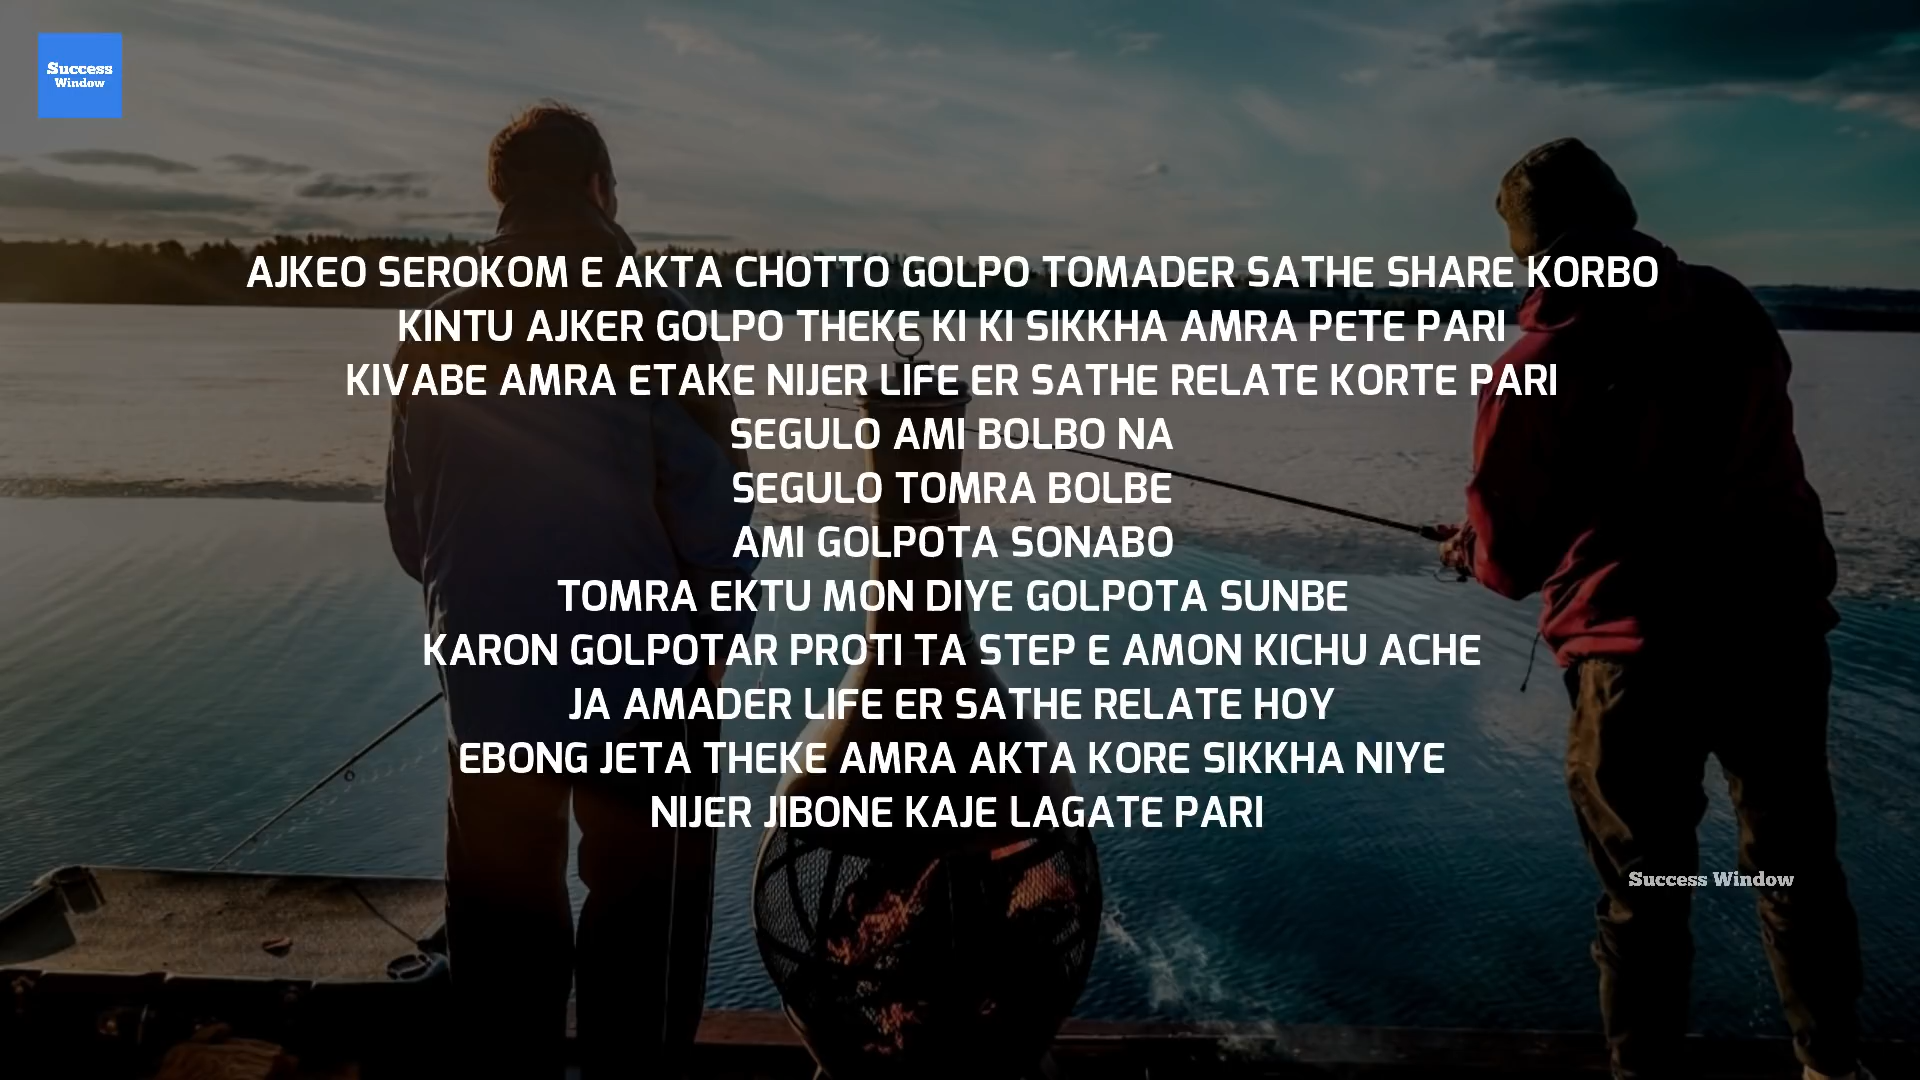 Success
Window
AJKEO SEROKOM E AKTA CHOTTO GOLPO TOMADER SATHE SHARE KORBO
KINTU AJKER GOLPO THEKE KI KI SIKKHA AMRA PETE PARI
KIVABE AMRA ETAKE NIJER LIFE ER SATHE RELATE KORTE PARI
SEGULO AMI BOLBO NA
SEGULO TOMRA BOLBE
AMI GOLPOTA SONABO
TOMRA EKTU MON DIYE GOLPOTA SUNBE
KARON GOLPOTAR PROTI TA STEP E AMON KICHU ACHE
JA AMADER LIFE ER SATHE RELATE HOY
EBONG JETA THEKE AMRA AKTA KORE SIKKHA NIYE
NIJER JIBONE KAJE LAGATE PARI
Success Window